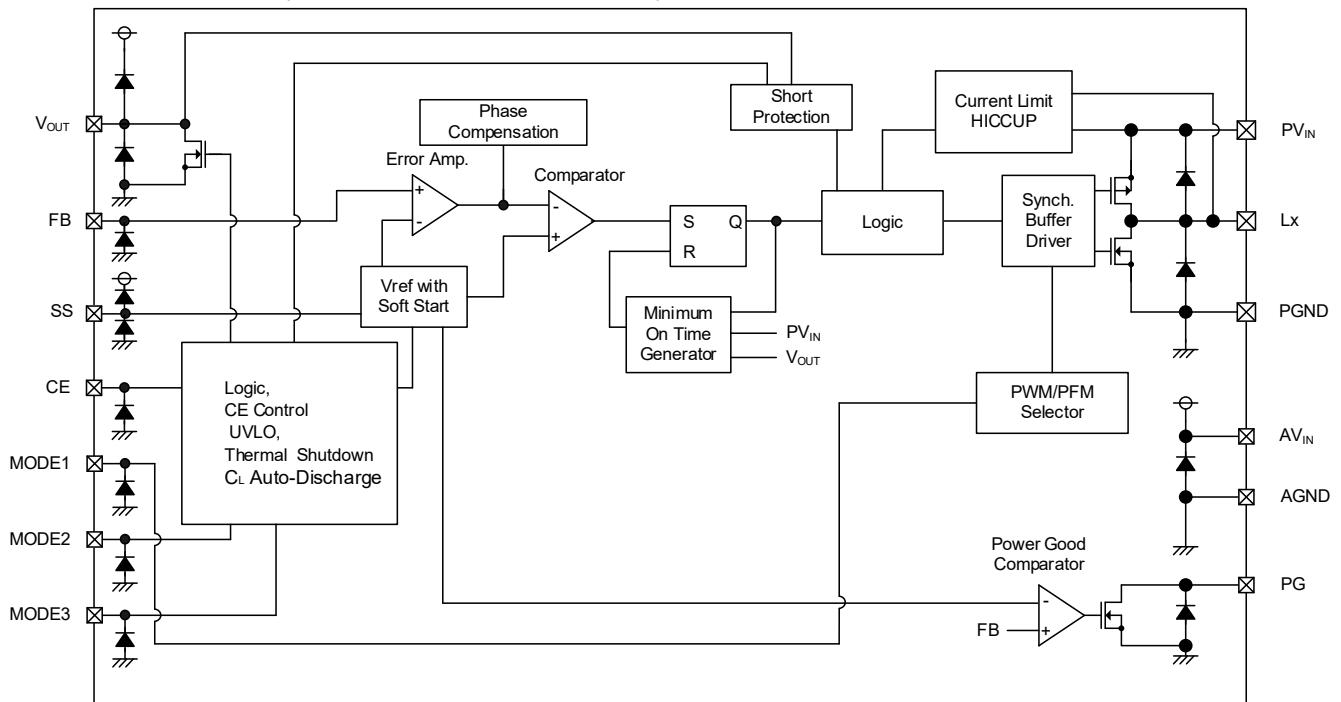 Short
Protection
Current Limit
HICCUP
Phase
Compensation
VOUT
PVIN
Error Amp.
Comparator
+
-
-
+
S Q
R
Logic
Synch.
Buffer
Driver
FB
Lx
Vref with
Soft Start
SS
Minimum
On Time
Generator
PVIN
VOUT
PGND
CE
Logic,
CE Control
UVLO,
Thermal Shutdown
CL Auto-Discharge
PWM/PFM
Selector
AVIN
MODE1
AGND
MODE2
Power Good
Comparator
PG
MODE3
-
FB
+